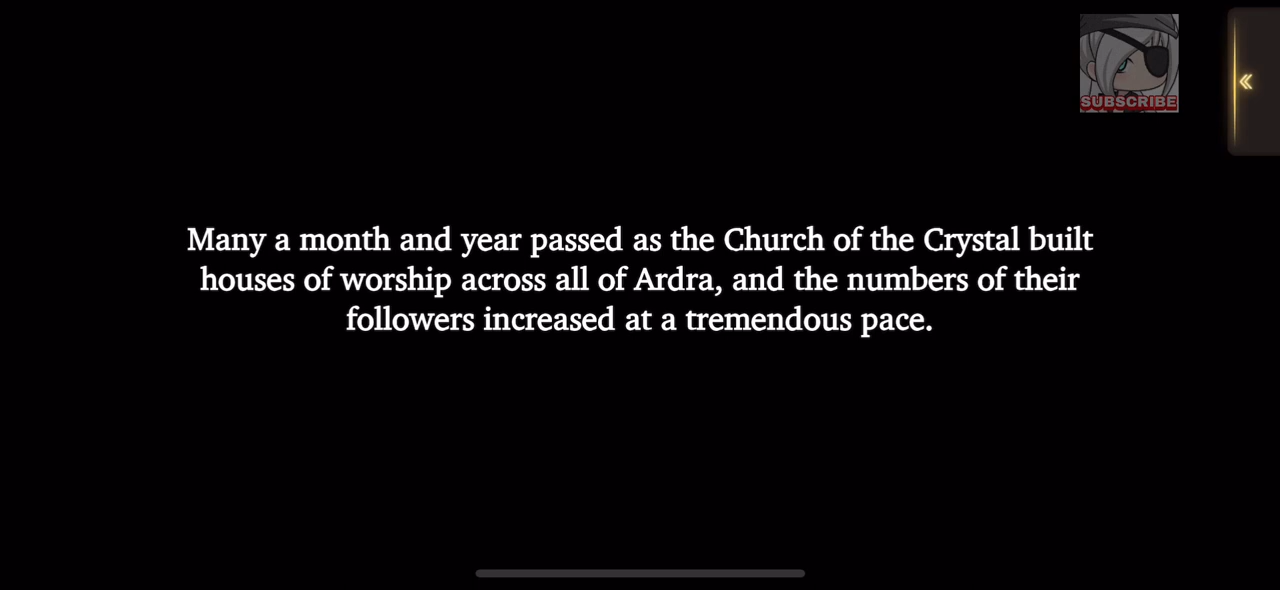 SUBSCRIBE
Many a month and year passed as the Church of the Crystal built
houses of worship across all of Ardra, and the numbers of their
followers increased at a tremendous pace.